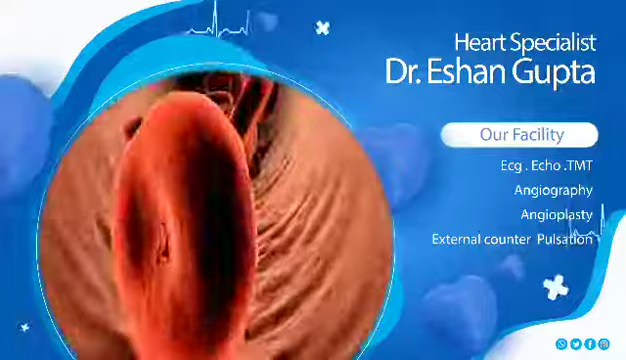 Heart Specialist
Dr. Eshan Gupta
Our Facility
Ecg . Echo .TMT
Angiography
Angioplasty
External counter Pulsation